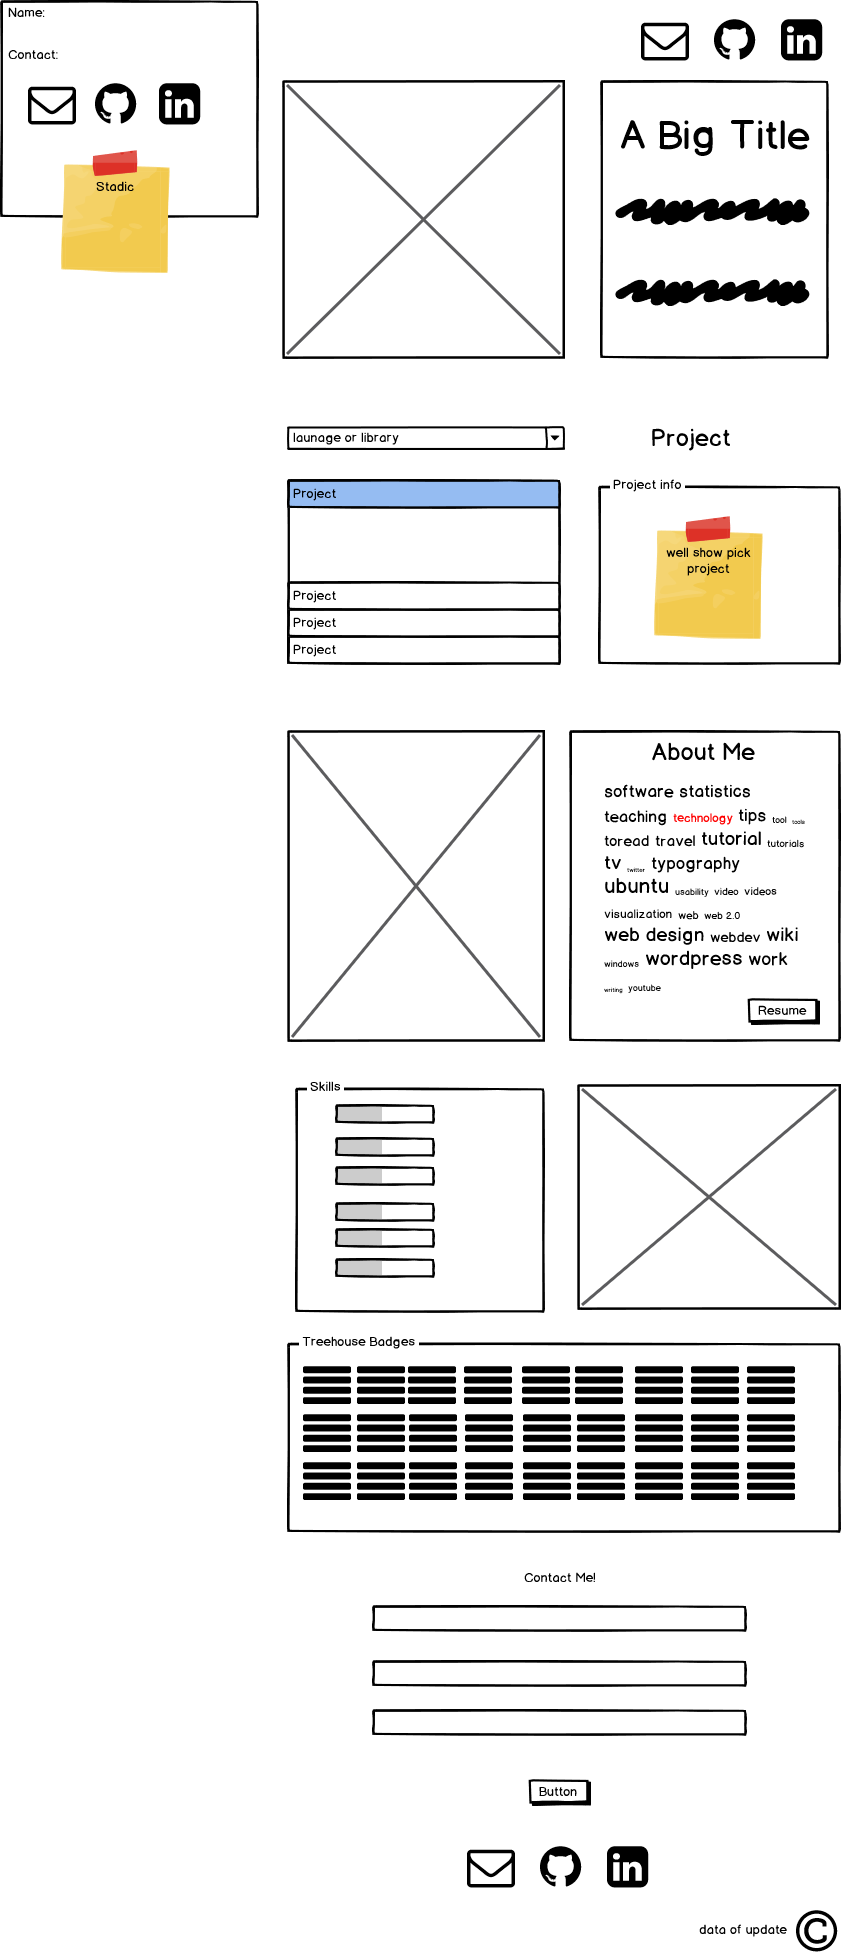 Name:
Contact:
in
Stadic
in
A Big Title
launage or library
Project
Project
Project
Project
Project
Project info
well show pick
project
About Me
software statistics
teaching technology tips tool tools
toread travel tutorial tutorials
tv twitter typography
ubuntu usability video videos
visualization web web 2.0
web design webdev wiki
windows wordpress work
writing youtube
Resume
Skills
Treehouse Badges
Contact Me!
Button
in
data of update ©